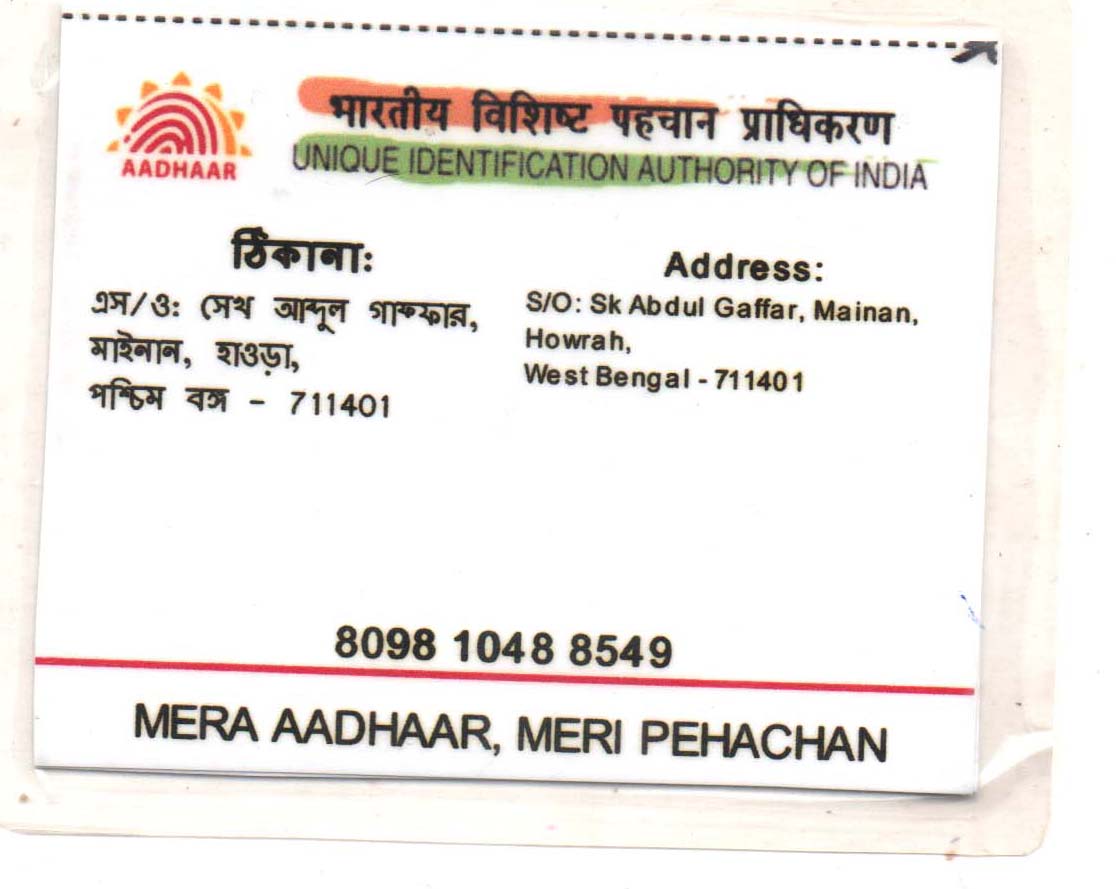 भारतीय विशिष्ट पहचान प्राधिकरण
AADHAAR
UNIQUE IDENTIFICATION AUTHORITY OF INDIA
ঠিকানা:
এস/ও: সেখ আব্দুল গাফফার,
মাইনান, হাওড়া,
পশ্চিম বঙ্গ - 711401
Address:
S/O: Sk Abdul Gaffar, Mainan,
Howrah,
West Bengal - 711401
8098 1048 8549
MERA AADHAAR, MERI PEHACHAN